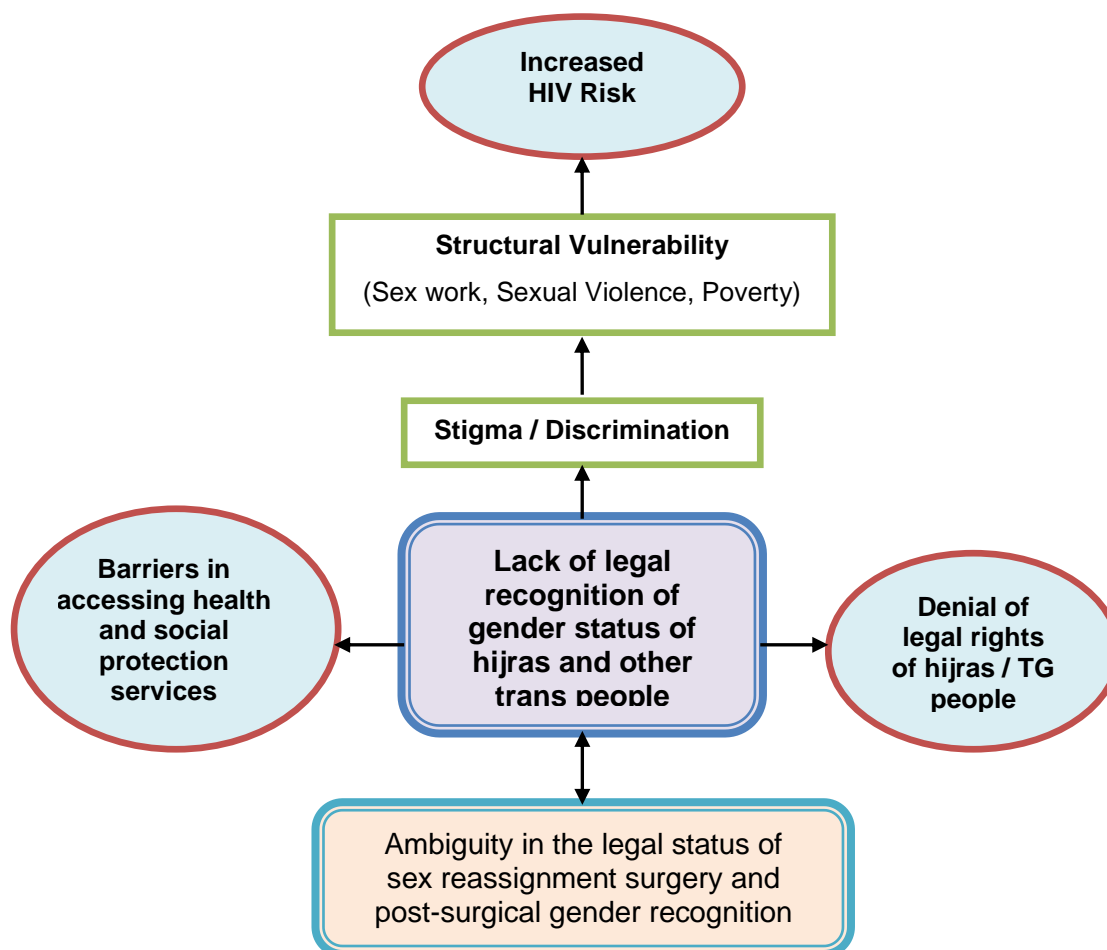 Increased
HIV Risk
Structural Vulnerability
(Sex work, Sexual Violence, Poverty)
Stigma / Discrimination
Barriers in
accessing health
and social
protection
services
Lack of legal
recognition of
gender status of
hijras and other
trans people
Denial of
legal rights
of hijras / TG
people
Ambiguity in the legal status of
sex reassignment surgery and
post-surgical gender recognition